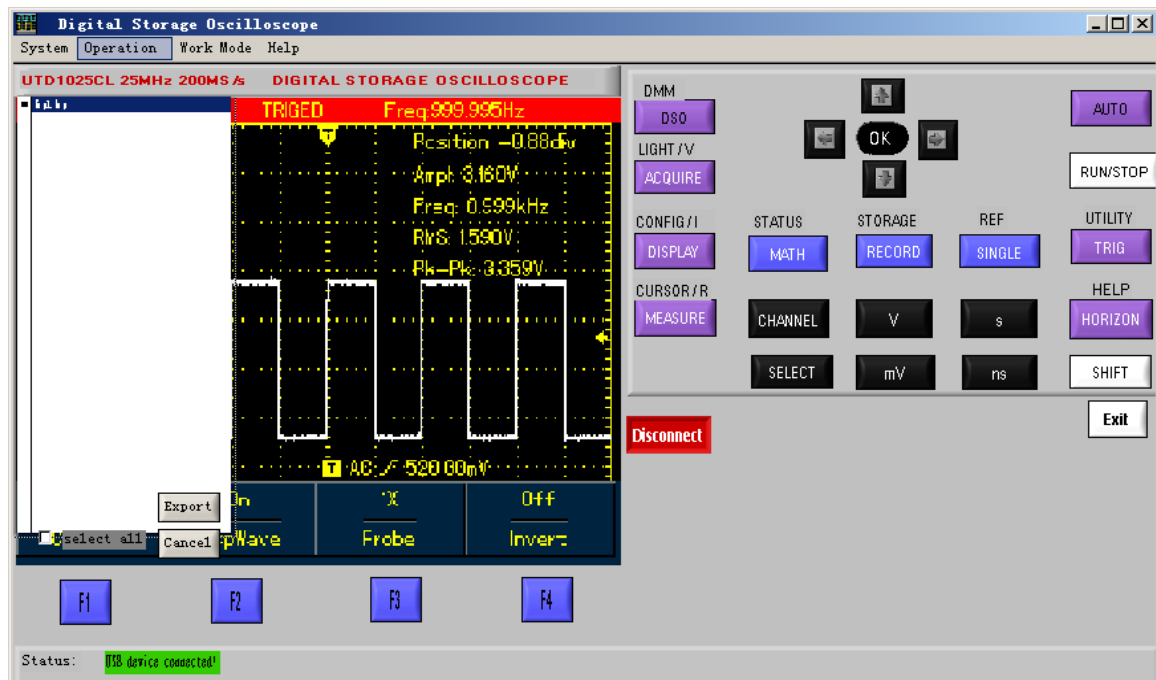 Digital Storage Oscilloscope
System Operation Work Mode Help
UTD1025CL 25MHz 200MS/s DIGITAL STORAGE OSCILLOSCOPE
TRIGED Freq:999.995Hz
Position -0.88div
Ampl: 3.160V
Freq: 0.999kHz
RMS: 1.590V
Pk-Pk: 3.359V
T
T AC: 520.00mV
On
Off
Probe
Invert
Export
select all
Cancel
F1 F2 F3 F4
DMM
DSO
LIGHT/V
ACQUIRE
CONFIG/I
DISPLAY
CURSOR/R
MEASURE
OK
AUTO
RUN/STOP
STATUS STORAGE REF UTILITY
MATH RECORD SINGLE TRIG
HELP
CHANNEL V s HORIZON
SELECT mV ns SHIFT
Disconnect
Exit
Status: USB device connected!